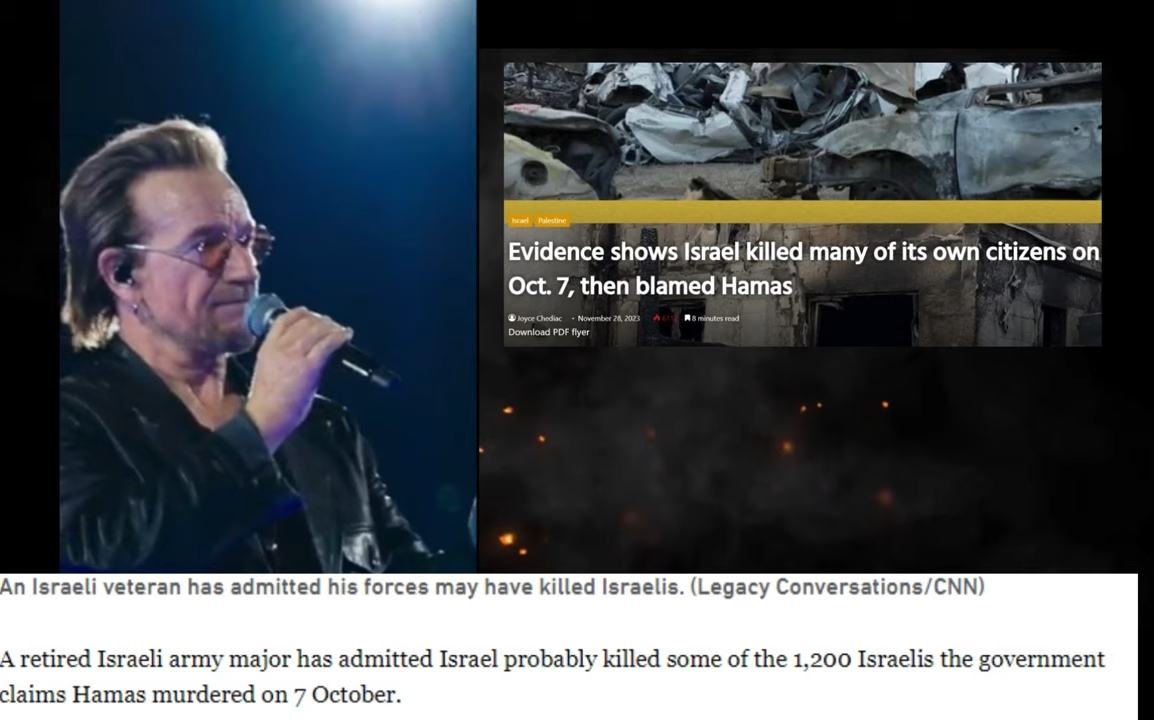 Israel Palestine
Evidence shows Israel killed many of its own citizens on
Oct. 7, then blamed Hamas
Joyce Chediac • November 28, 2023 8 minutes read
Download PDF flyer
An Israeli veteran has admitted his forces may have killed Israelis. (Legacy Conversations/CNN)
A retired Israeli army major has admitted Israel probably killed some of the 1,200 Israelis the government
claims Hamas murdered on 7 October.